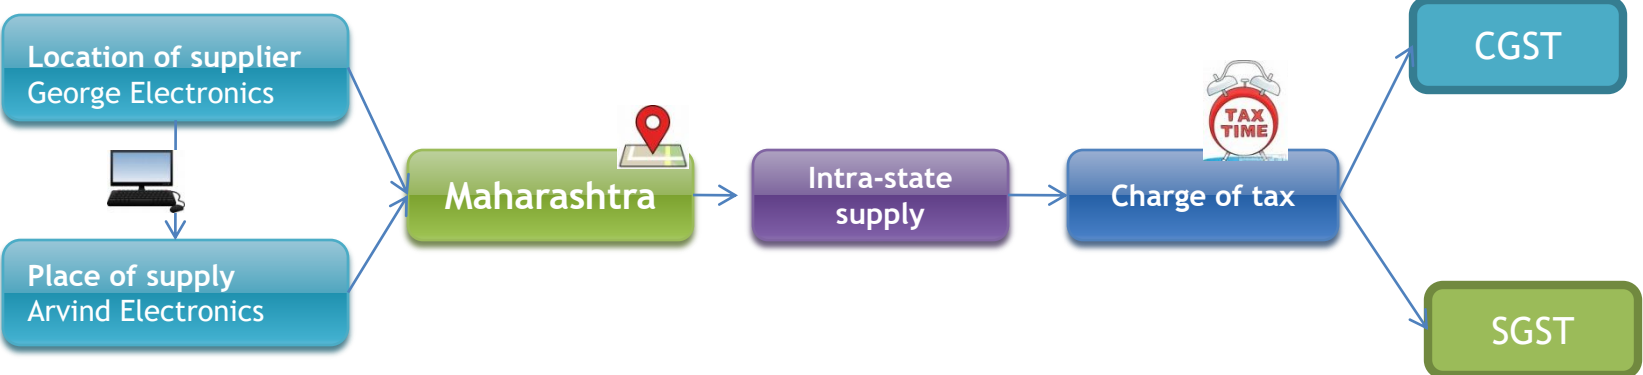 Location of supplier
George Electronics
Place of supply
Arvind Electronics
Maharashtra
Intra-state
supply
TAX
TIME
Charge of tax
CGST
SGST